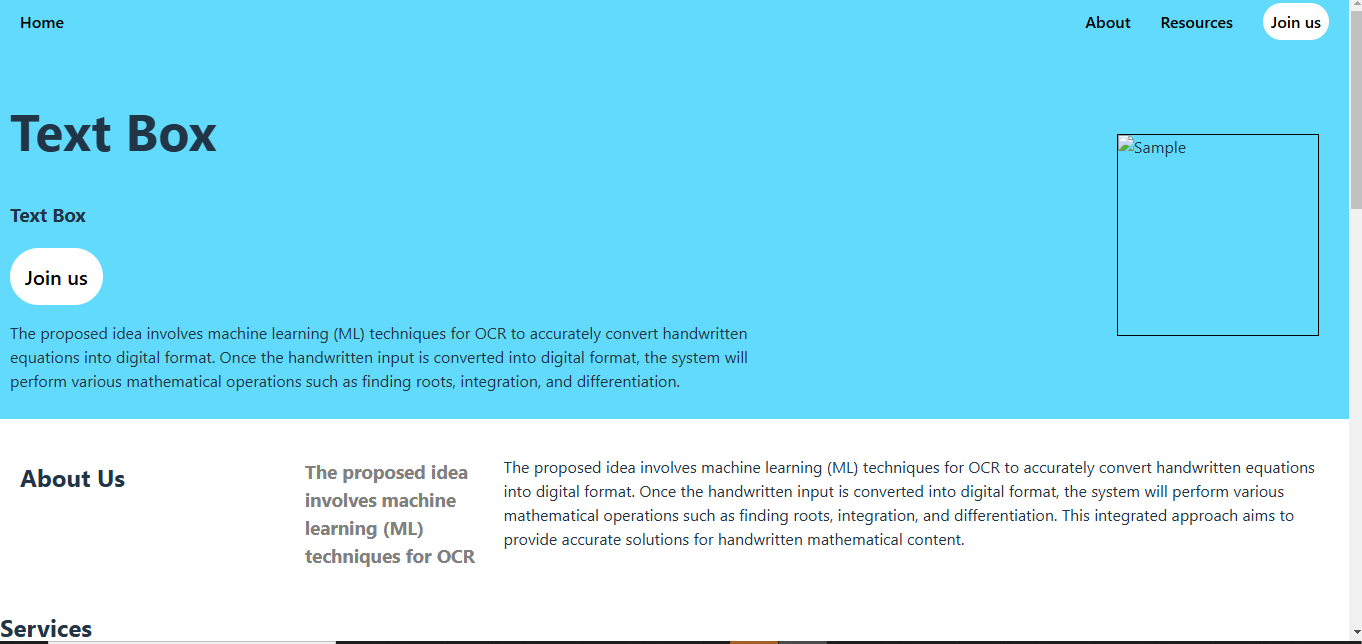 Home
About
Resources
Join us
Text Box
Sample
Text Box
Join us
The proposed idea involves machine learning (ML) techniques for OCR to accurately convert handwritten
equations into digital format. Once the handwritten input is converted into digital format, the system will
perform various mathematical operations such as finding roots, integration, and differentiation.
About Us
The proposed idea
involves machine
learning (ML)
techniques for OCR
The proposed idea involves machine learning (ML) techniques for OCR to accurately convert handwritten equations
into digital format. Once the handwritten input is converted into digital format, the system will perform various
mathematical operations such as finding roots, integration, and differentiation. This integrated approach aims to
provide accurate solutions for handwritten mathematical content.
Services